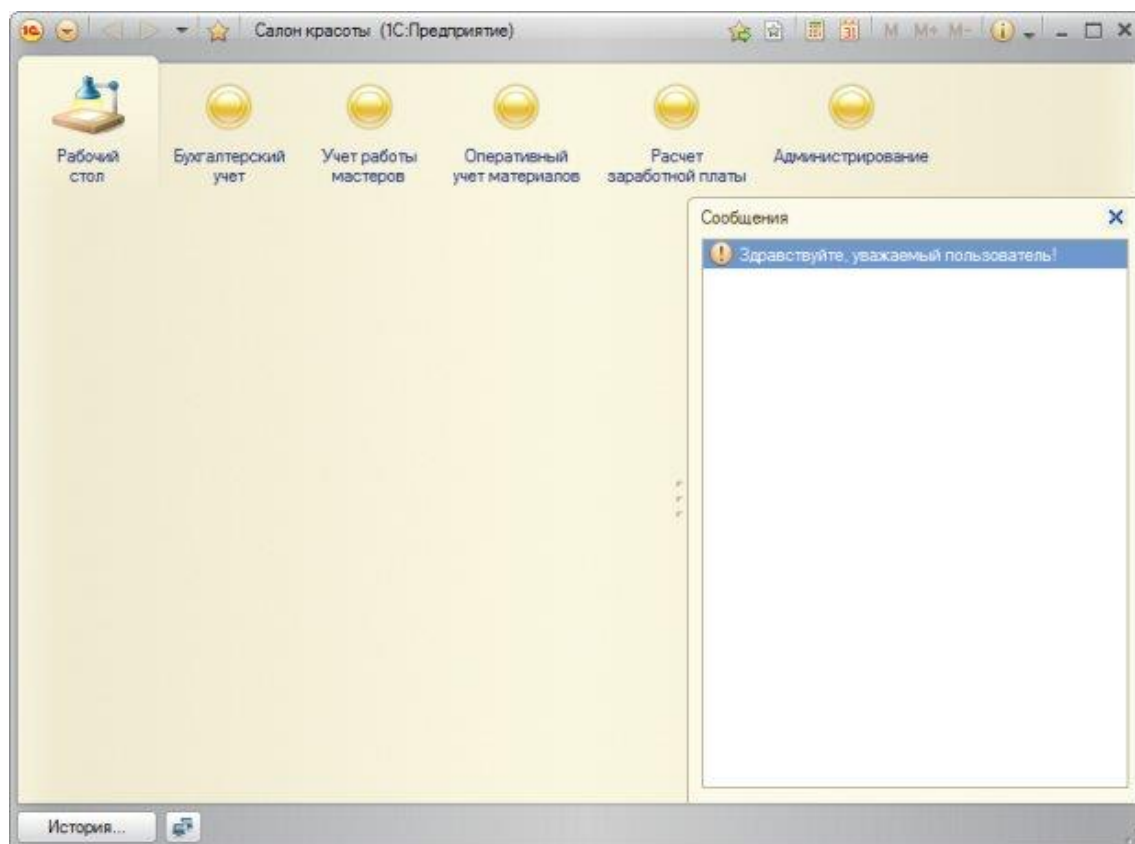 Салон красоты (1С:Предприятие)
31 M M+ M-
Рабочий
стол
Бухгалтерский
учет
Учет работы
мастеров
Оперативный
учет материалов
Расчет
заработной платы
Администрирование
Сообщения
Здравствуйте, уважаемый пользователь!
История...